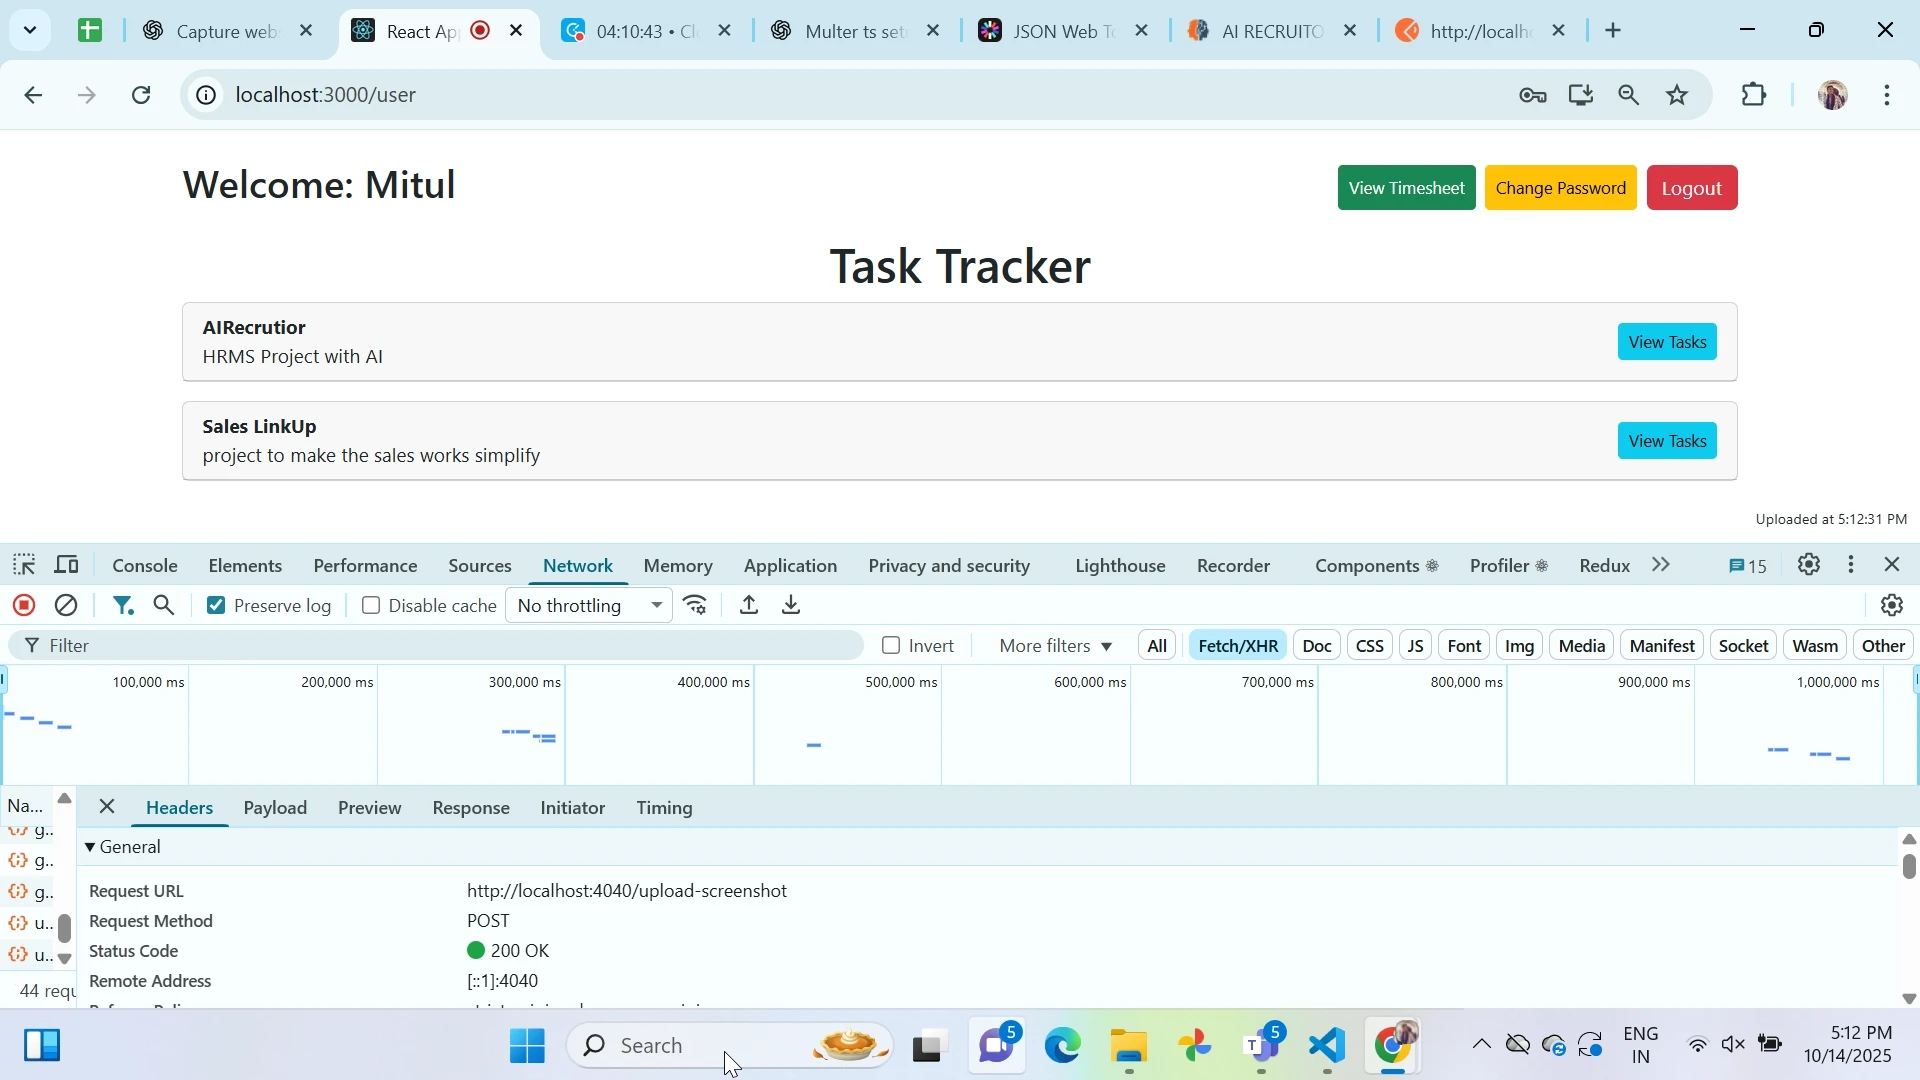 Capture web
React Ap
04:10:43 • Cl
Multer ts set
JSON Web To
AI RECRUITO
http://localh
localhost:3000/user
Welcome: Mitul
View Timesheet
Change Password
Logout
Task Tracker
AIRecrutior
HRMS Project with AI
View Tasks
Sales LinkUp
project to make the sales works simplify
View Tasks
Uploaded at 5:12:31 PM
Console Elements Performance Sources Network Memory Application Privacy and security Lighthouse Recorder Components Profiler Redux 15
Preserve log Disable cache No throttling
Filter Invert More filters All Fetch/XHR Doc CSS JS Font Img Media Manifest Socket Wasm Other
100,000 ms 200,000 ms 300,000 ms 400,000 ms 500,000 ms 600,000 ms 700,000 ms 800,000 ms 900,000 ms 1,000,000 ms
Na... Headers Payload Preview Response Initiator Timing
g..
g..
g..
u..
u..
44 requ
General
Request URL http://localhost:4040/upload-screenshot
Request Method POST
Status Code 200 OK
Remote Address [::1]:4040
Search
5
5
ENG
IN
5:12 PM
10/14/2025